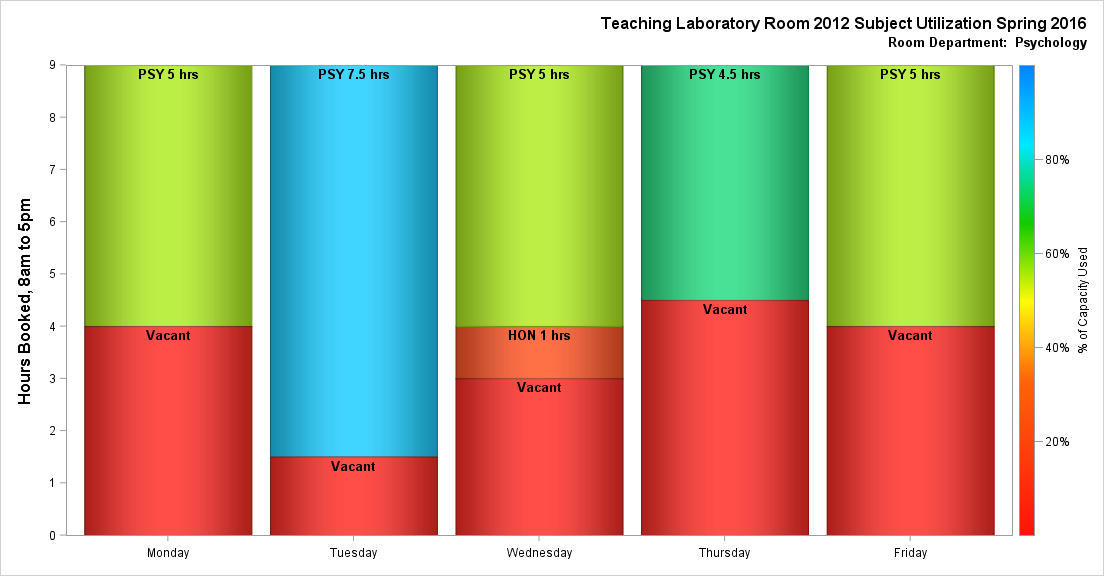 Teaching Laboratory Room 2012 Subject Utilization Spring 2016
Room Department: Psychology
Hours Booked, 8am to 5pm
9
8
7
6
5
4
3
2
1
0
PSY 5 hrs
PSY 7.5 hrs
PSY 5 hrs
PSY 4.5 hrs
PSY 5 hrs
Vacant
Vacant
HON 1 hrs
Vacant
Vacant
Vacant
Monday
Tuesday
Wednesday
Thursday
Friday
80%
60%
40%
20%
% of Capacity Used